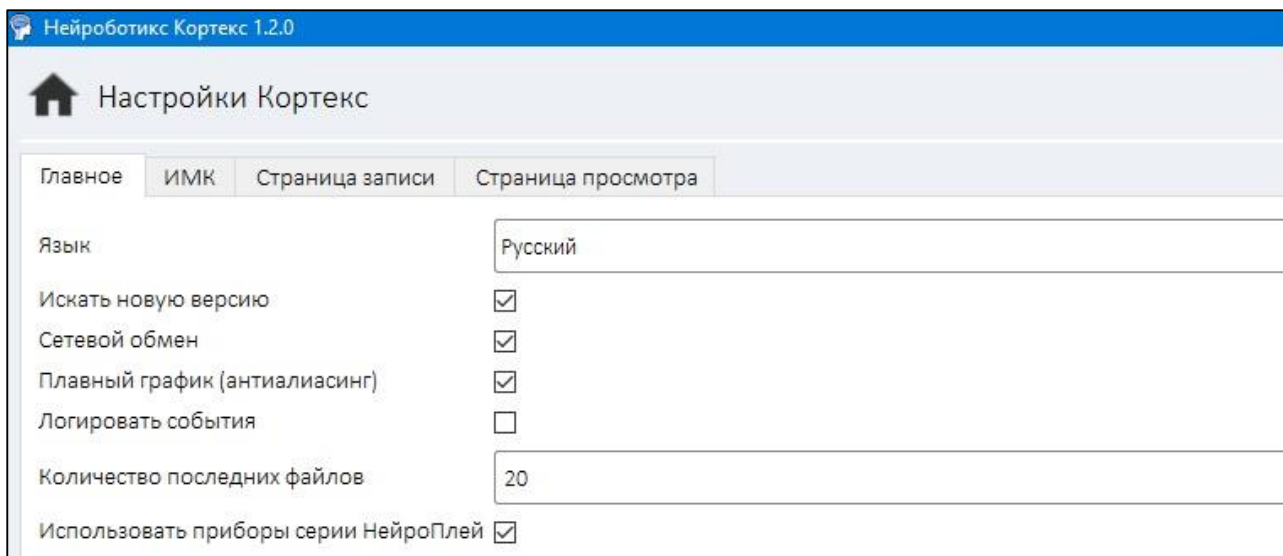 Нейроботикс Кортекс 1.2.0
Настройки Кортекс
Главное ИМК Страница записи Страница просмотра
Язык Русский
Искать новую версию
Сетевой обмен
Плавный график (антиалиасинг)
Логировать события
Количество последних файлов 20
Использовать приборы серии НейроПлей